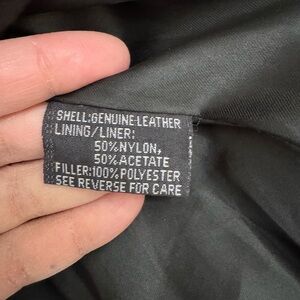 SHELL:GENUINE LEATHER
LINING/LINER:
50%NYLON,
50%ACETATE
FILLER:100%POLYESTER
SEE REVERSE FOR CARE